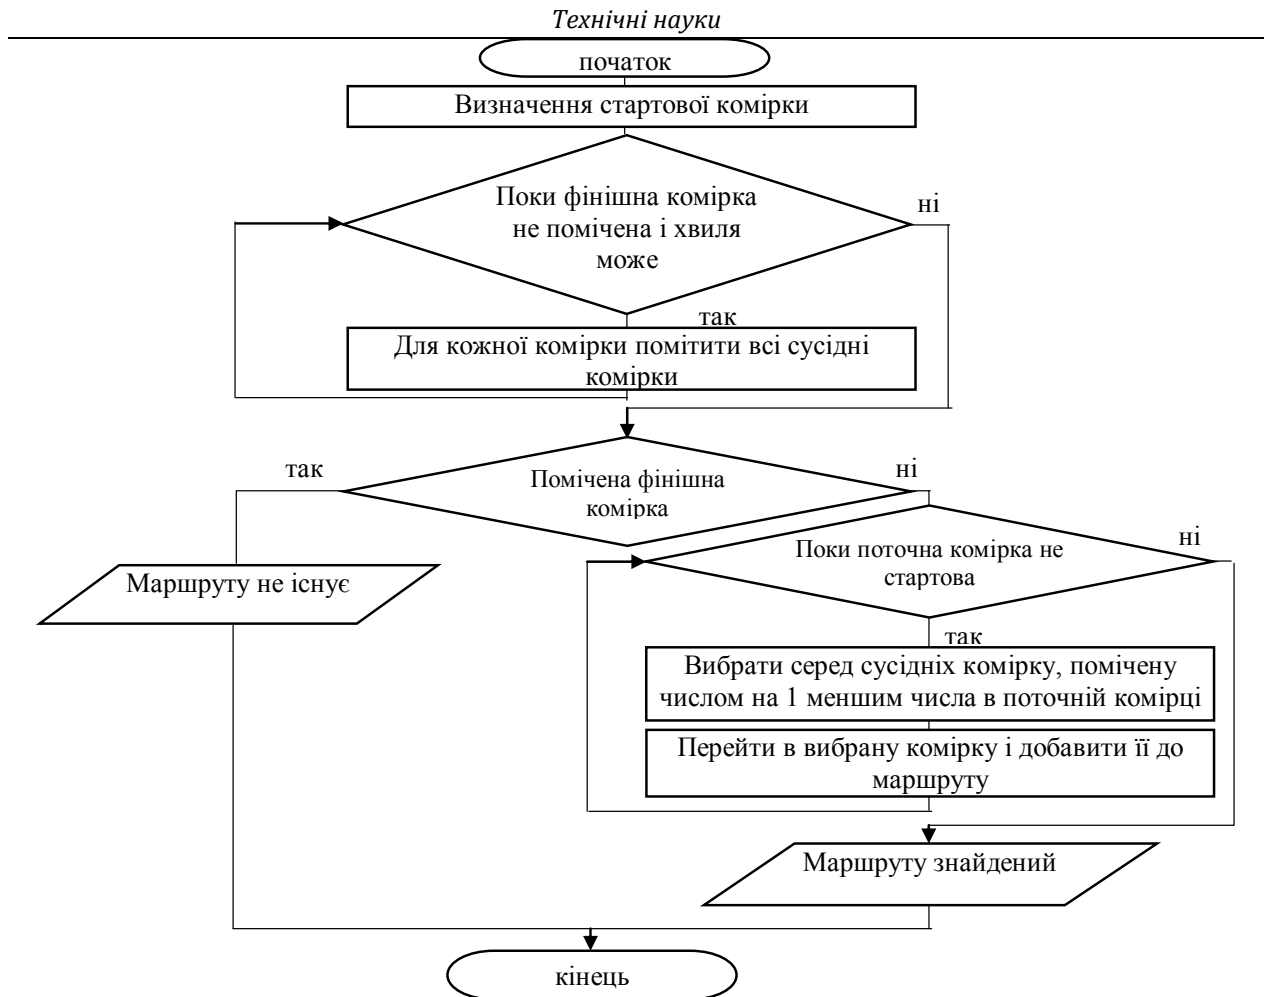 Технічні науки
початок
Визначення стартової комірки
Поки фінішна комірка
не помічена і хвиля
може
ні
так
Для кожної комірки помітити всі сусідні
комірки
так
Помічена фінішна
комірка
ні
Поки поточна комірка не
стартова
ні
Маршруту не існує
так
Вибрати серед сусідніх комірку, помічену
числом на 1 меншим числа в поточній комірці
Перейти в вибрану комірку і добавити її до
маршруту
Маршруту знайдений
кінець